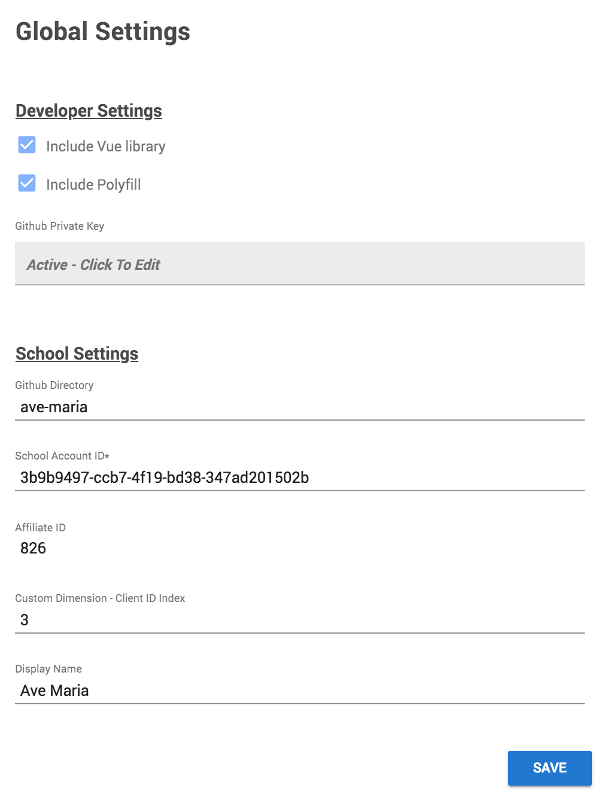 Global Settings
Developer Settings
Include Vue library
Include Polyfill
Github Private Key
Active - Click To Edit
School Settings
Github Directory
ave-maria
School Account ID*
3b9b9497-ccb7-4f19-bd38-347ad201502b
Affiliate ID
826
Custom Dimension - Client ID Index
3
Display Name
Ave Maria
SAVE